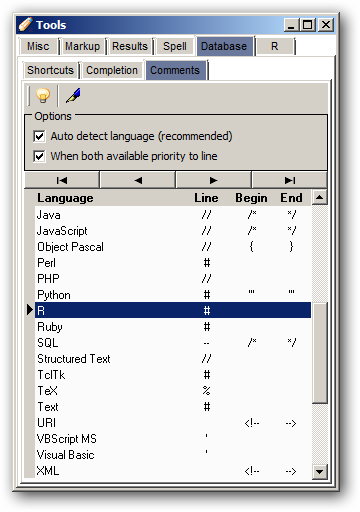 Tools
Misc Markup Results Spell Database R
Shortcuts Completion Comments
Options
Auto detect language (recommended)
When both available priority to line
Language Line Begin End
Java // /* */
JavaScript // /* */
Object Pascal // { }
Perl #
PHP //
Python # ''' '''
R #
Ruby #
SQL -- /* */
Structured Text //
TclTk #
TeX %
Text #
URI <!-- -->
VBScript MS '
Visual Basic '
XML <!-- -->